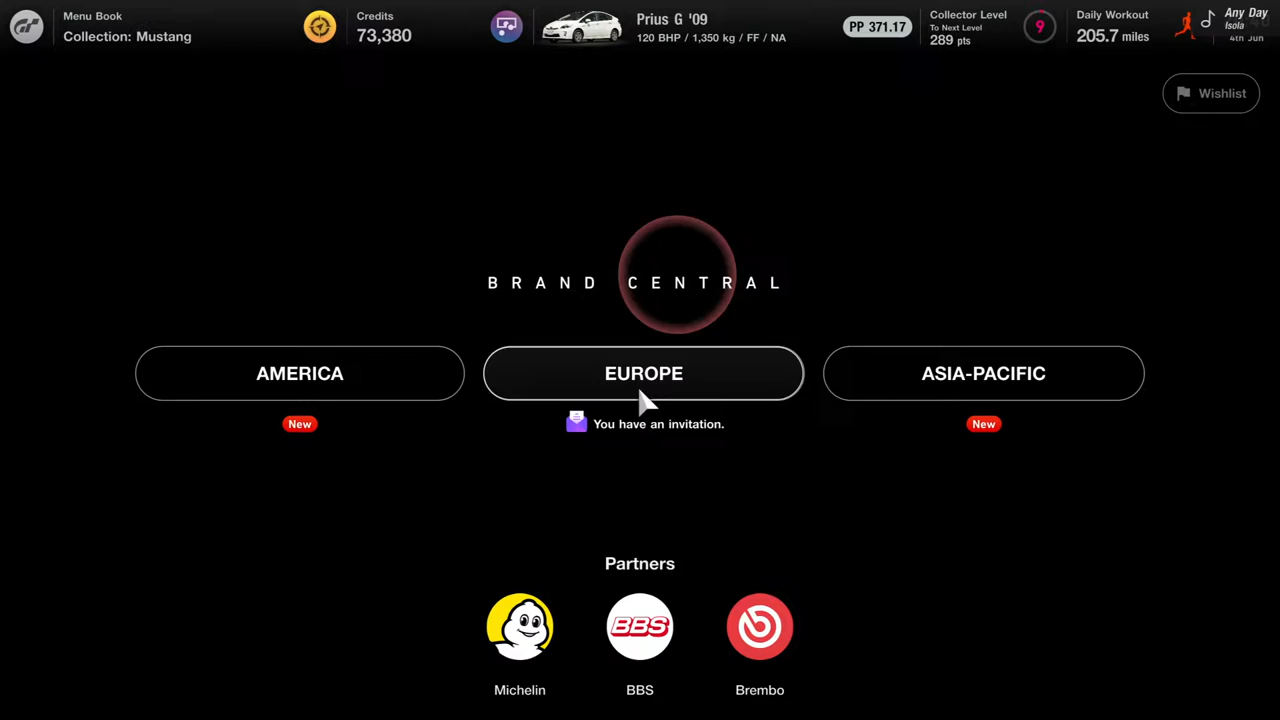 Menu Book
Collection: Mustang
Credits
73,380
Prius G '09
120 BHP / 1,350 kg / FF / NA
PP 371.17
Collector Level
To Next Level
289 pts
9
Daily Workout
205.7 miles
Any Day
Isola
4th Jun
Wishlist
BRAND CENTRAL
AMERICA
EUROPE
ASIA-PACIFIC
New
You have an invitation.
New
Partners
BBS
Michelin
BBS
Brembo